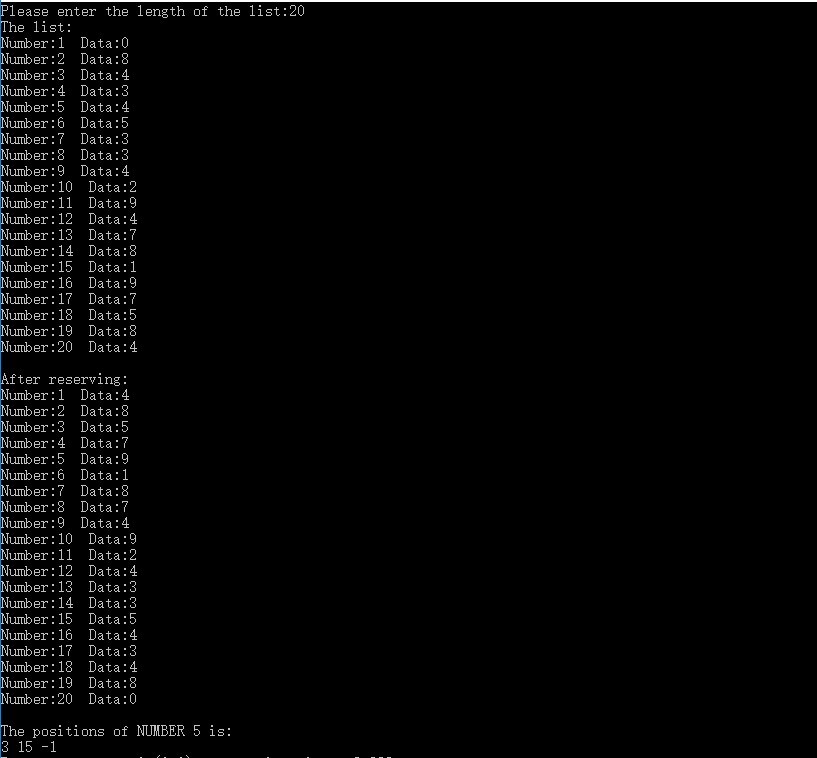 Please enter the length of the list:20
The list:
Number:1  Data:0
Number:2  Data:8
Number:3  Data:4
Number:4  Data:3
Number:5  Data:4
Number:6  Data:5
Number:7  Data:3
Number:8  Data:3
Number:9  Data:4
Number:10  Data:2
Number:11  Data:9
Number:12  Data:4
Number:13  Data:7
Number:14  Data:8
Number:15  Data:1
Number:16  Data:9
Number:17  Data:7
Number:18  Data:5
Number:19  Data:8
Number:20  Data:4
After reserving:
Number:1  Data:4
Number:2  Data:8
Number:3  Data:5
Number:4  Data:7
Number:5  Data:9
Number:6  Data:1
Number:7  Data:8
Number:8  Data:7
Number:9  Data:4
Number:10  Data:9
Number:11  Data:2
Number:12  Data:4
Number:13  Data:3
Number:14  Data:3
Number:15  Data:5
Number:16  Data:4
Number:17  Data:3
Number:18  Data:4
Number:19  Data:8
Number:20  Data:0
The positions of NUMBER 5 is:
3 15 -1